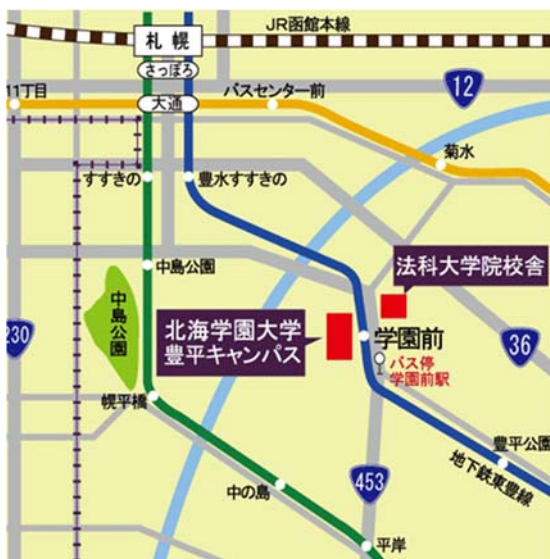 JR函館本線
札幌
さっぽろ
12
11丁目
大通
バスセンター前
菊水
すすきの
豊水すすきの
中島公園
法科大学院校舎
中島公園
北海学園大学
豊平キャンパス
学園前
230
36
バス停
学園前駅
幌平橋
豊平公園
地下鉄東豊線
453
中の島
平岸